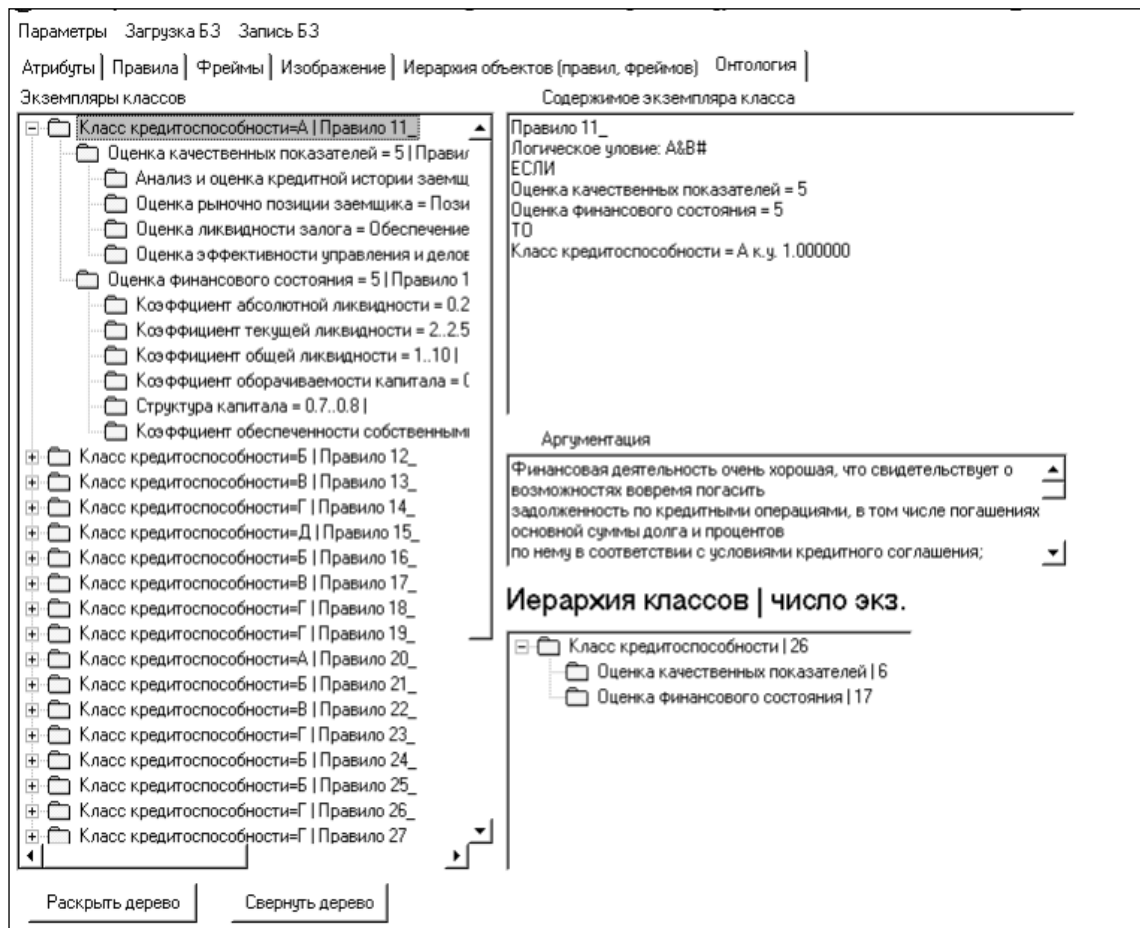 Параметры Загрузка БЗ Запись БЗ
Атрибуты Правила Фреймы Изображение Иерархия объектов (правил, фреймов) Онтология
Экземпляры классов
Класс кредитоспособности=А | Правило 11_
Оценка качественных показателей = 5 | Правил
Анализ и оценка кредитной истории заемщ
Оценка рыночно позиции заемщика = Пози
Оценка ликвидности залога = Обеспечение
Оценка эффективности управления и делов
Оценка финансового состояния = 5 | Правило 1
Коэффициент абсолютной ликвидности = 0.2
Коэффициент текущей ликвидности = 2..2.5
Коэффициент общей ликвидности = 1..10 |
Коэффициент оборачиваемости капитала = 0
Структура капитала = 0.7..0.8 |
Коэффициент обеспеченности собственными
Класс кредитоспособности=Б | Правило 12_
Класс кредитоспособности=В | Правило 13_
Класс кредитоспособности=Г | Правило 14_
Класс кредитоспособности=Д | Правило 15_
Класс кредитоспособности=Б | Правило 16_
Класс кредитоспособности=В | Правило 17_
Класс кредитоспособности=Г | Правило 18_
Класс кредитоспособности=Г | Правило 19_
Класс кредитоспособности=А | Правило 20_
Класс кредитоспособности=Б | Правило 21_
Класс кредитоспособности=В | Правило 22_
Класс кредитоспособности=Г | Правило 23_
Класс кредитоспособности=Б | Правило 24_
Класс кредитоспособности=Б | Правило 25_
Класс кредитоспособности=Г | Правило 26_
Класс кредитоспособности=Г | Правило 27
Раскрыть дерево Свернуть дерево
Содержимое экземпляра класса
Правило 11_
Логическое уловие: A&B#
ЕСЛИ
Оценка качественных показателей = 5
Оценка финансового состояния = 5
ТО
Класс кредитоспособности = А к.у. 1.000000
Аргументация
Финансовая деятельность очень хорошая, что свидетельствует о
возможностях вовремя погасить
задолженность по кредитными операциями, в том числе погашениях
основной суммы долга и процентов
по нему в соответствии с условиями кредитного соглашения;
Иерархия классов | число экз.
Класс кредитоспособности | 26
Оценка качественных показателей | 6
Оценка финансового состояния | 17